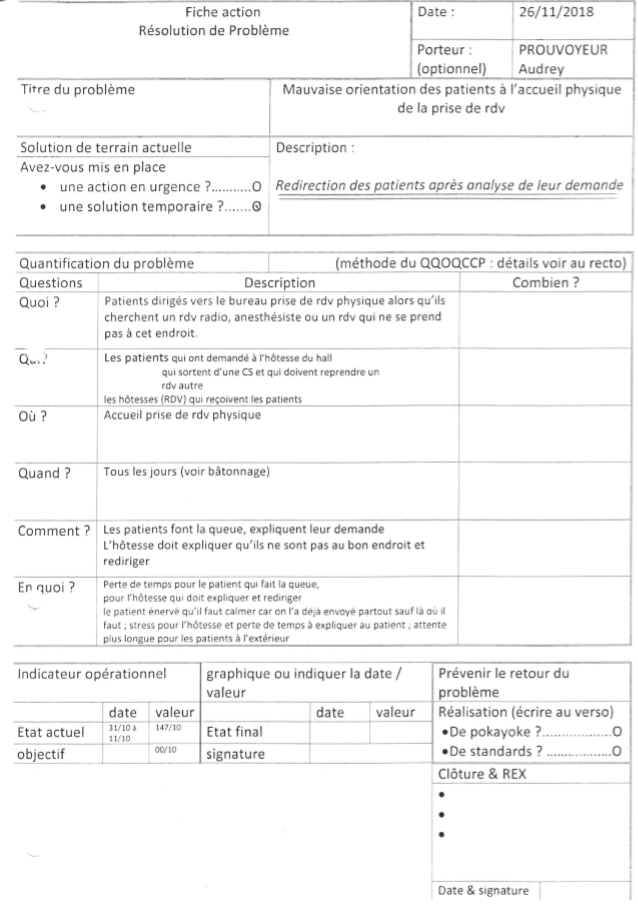 Fiche action
Résolution de Problème
Date :
26/11/2018
Porteur :
(optionnel)
PROUVOYEUR
Audrey
Titre du problème
Mauvaise orientation des patients à l'accueil physique
de la prise de rdv
Solution de terrain actuelle
Avez-vous mis en place
• une action en urgence ?...........O
• une solution temporaire ?.......O
Description :
Redirection des patients après analyse de leur demande
Quantification du problème
(méthode du QQOQCCP : détails voir au recto)
Questions
Description
Combien ?
Quoi ?
Patients dirigés vers le bureau prise de rdv physique alors qu'ils
cherchent un rdv radio, anesthésiste ou un rdv qui ne se prend
pas à cet endroit.
Qui ?
Les patients qui ont demandé à l'hôtesse du hall
qui sortent d'une CS et qui doivent reprendre un
rdv autre
les hôtesses (RDV) qui reçoivent les patients
Où ?
Accueil prise de rdv physique
Quand ?
Tous les jours (voir bâtonnage)
Comment ?
Les patients font la queue, expliquent leur demande
L'hôtesse doit expliquer qu'ils ne sont pas au bon endroit et
rediriger
En quoi ?
Perte de temps pour le patient qui fait la queue,
pour l'hôtesse qui doit expliquer et rediriger
le patient énervé qu'il faut calmer car on l'a déjà envoyé partout sauf là où il
faut ; stress pour l'hôtesse et perte de temps à expliquer au patient ; attente
plus longue pour les patients à l'extérieur
Indicateur opérationnel
graphique ou indiquer la date /
valeur
date
valeur
date
valeur
Etat actuel
31/10 à
11/10
147/10
Etat final
objectif
00/10
signature
Prévenir le retour du
problème
Réalisation (écrire au verso)
•De pokayoke ?.................O
•De standards ? ................O
Clôture & REX
•
•
•
Date & signature